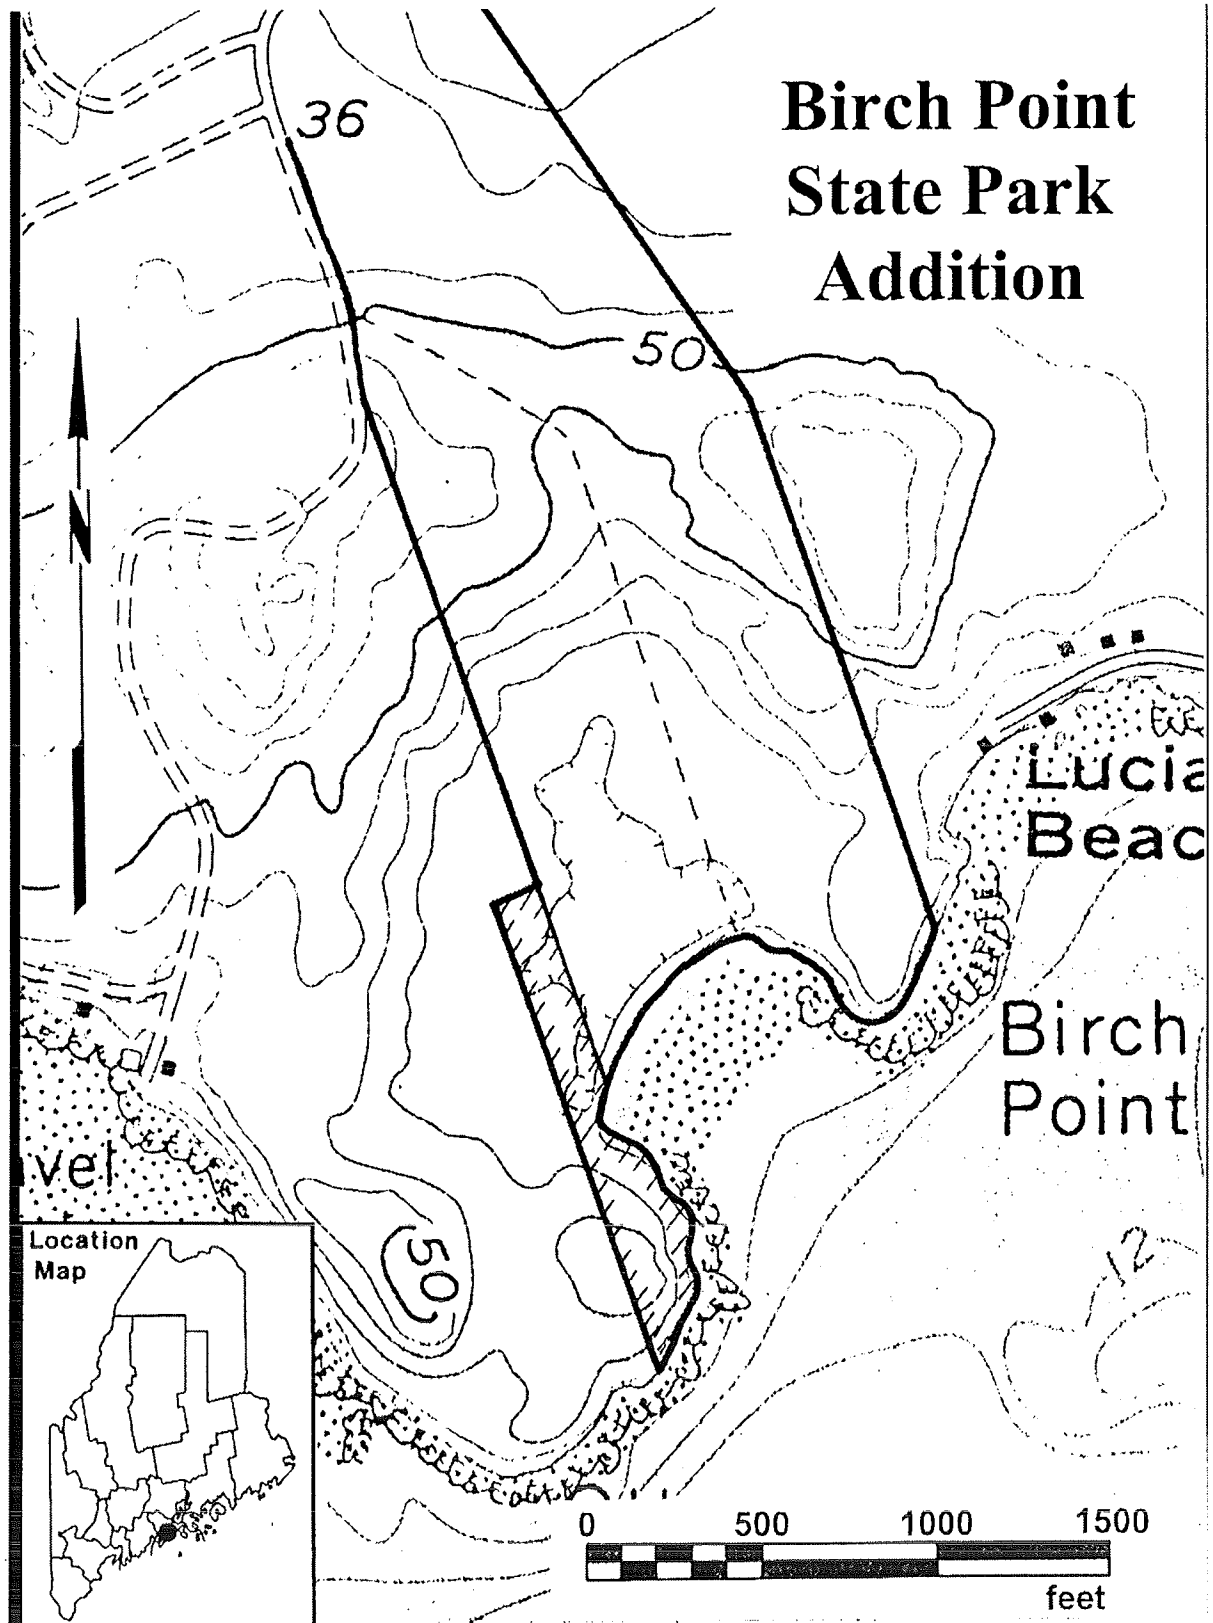 Birch Point
State Park
Addition
36
50
N
Lucia
Beac
Birch
Point
vel
50
12
Location
Map
0 500 1000 1500
feet